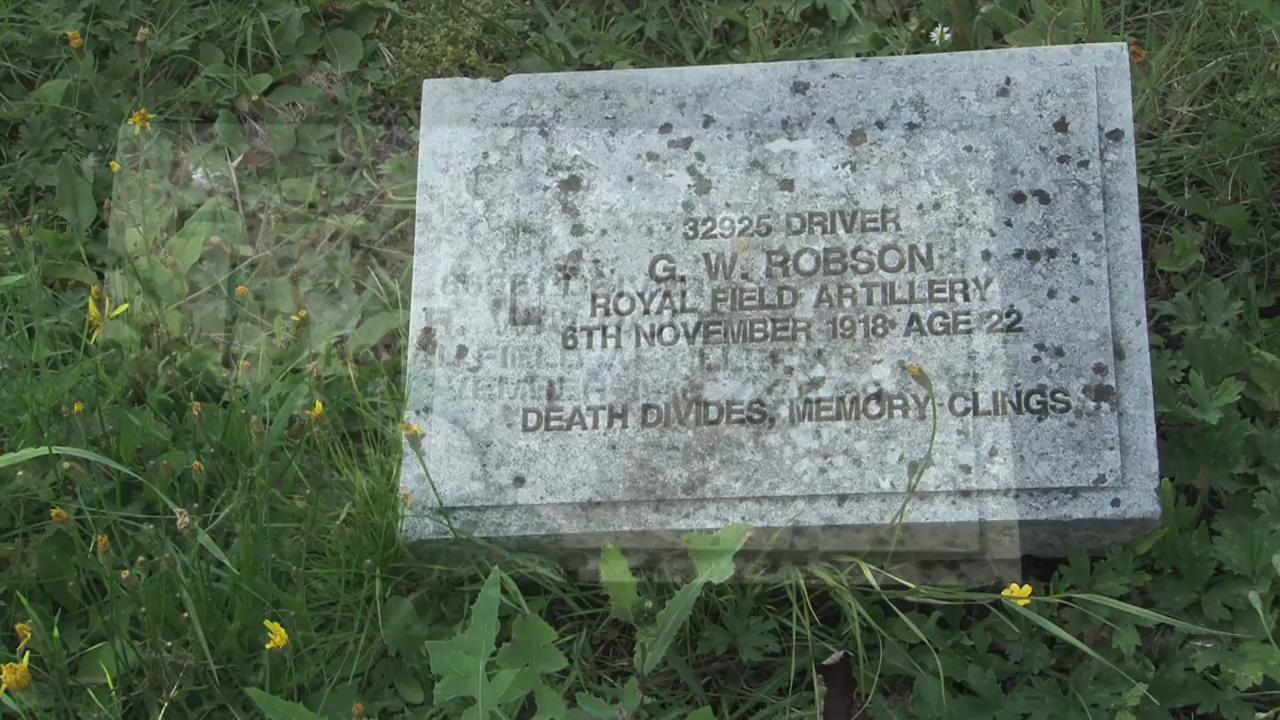 32925 DRIVER
G. W. ROBSON
ROYAL FIELD ARTILLERY
6TH NOVEMBER 1918 AGE 22
DEATH DIVIDES, MEMORY CLINGS